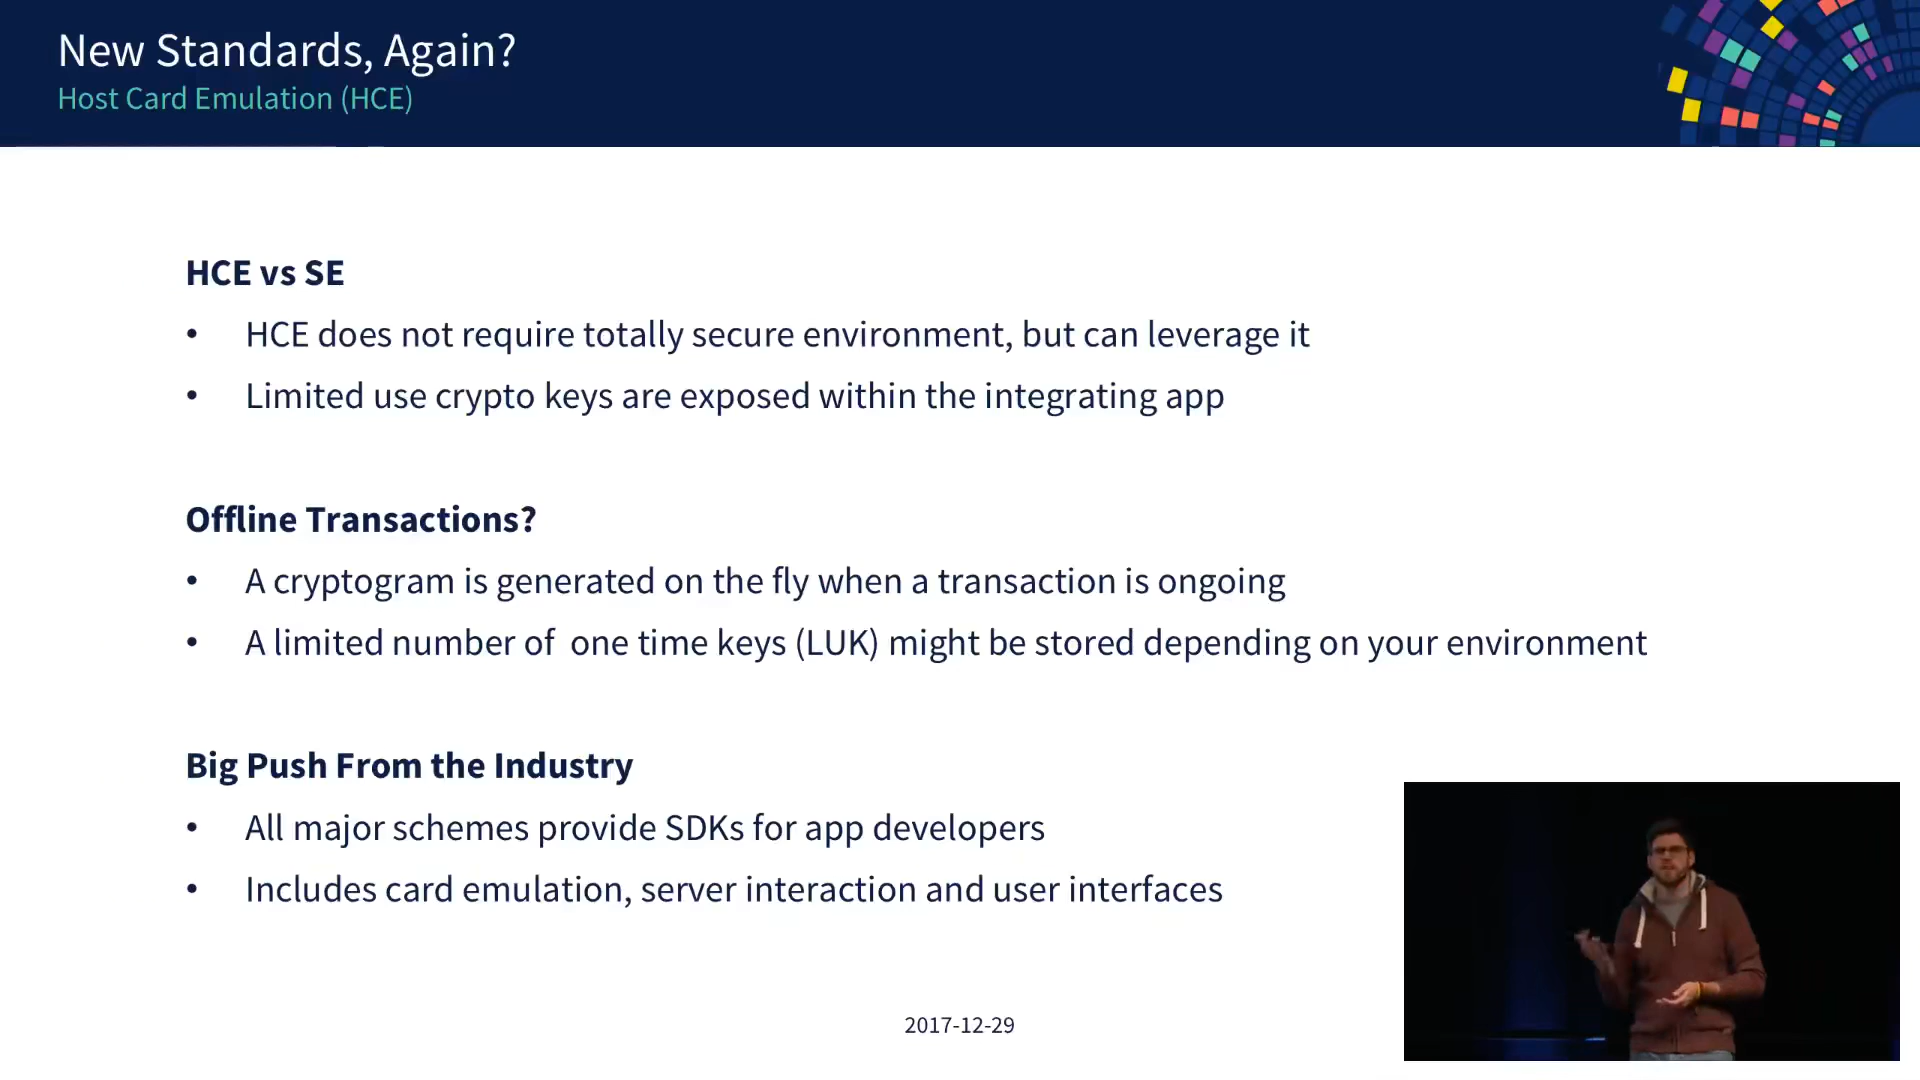 New Standards, Again?
Host Card Emulation (HCE)
HCE vs SE
• HCE does not require totally secure environment, but can leverage it
• Limited use crypto keys are exposed within the integrating app
Offline Transactions?
• A cryptogram is generated on the fly when a transaction is ongoing
• A limited number of  one time keys (LUK) might be stored depending on your environment
Big Push From the Industry
• All major schemes provide SDKs for app developers
• Includes card emulation, server interaction and user interfaces
2017-12-29